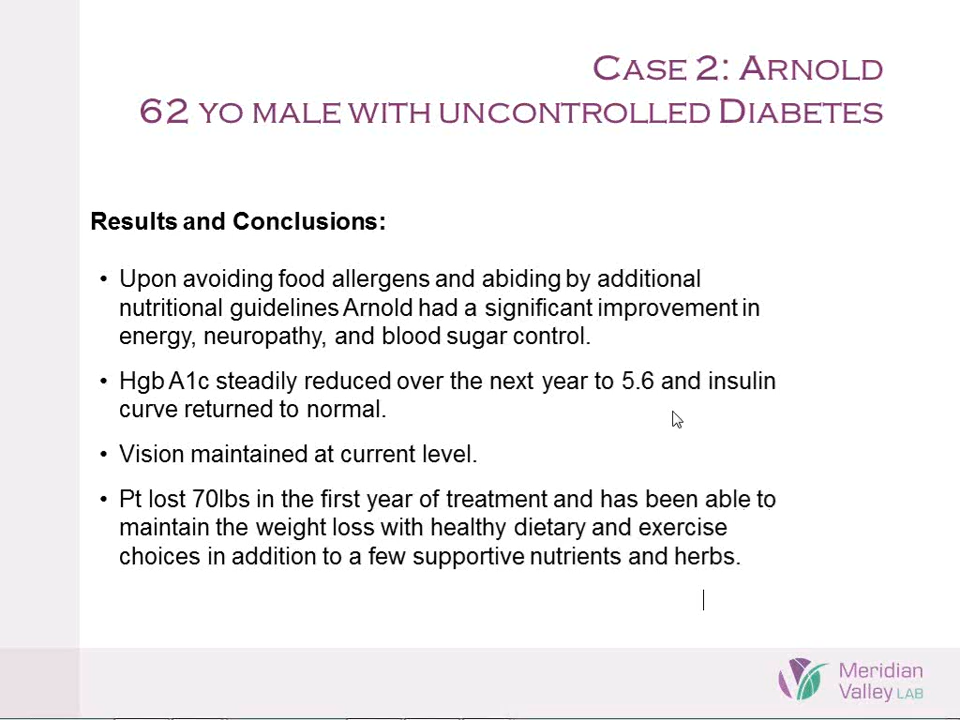 CASE 2: ARNOLD
62 YO MALE WITH UNCONTROLLED DIABETES
Results and Conclusions:
• Upon avoiding food allergens and abiding by additional
nutritional guidelines Arnold had a significant improvement in
energy, neuropathy, and blood sugar control.
• Hgb A1c steadily reduced over the next year to 5.6 and insulin
curve returned to normal.
• Vision maintained at current level.
• Pt lost 70lbs in the first year of treatment and has been able to
maintain the weight loss with healthy dietary and exercise
choices in addition to a few supportive nutrients and herbs.
Meridian
Valley LAB